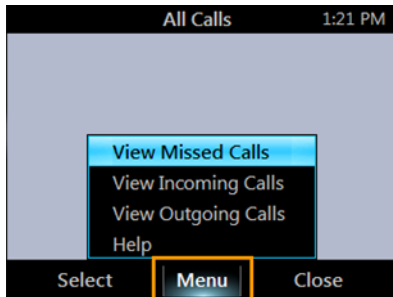 All Calls 1:21 PM
View Missed Calls
View Incoming Calls
View Outgoing Calls
Help
Select Menu Close